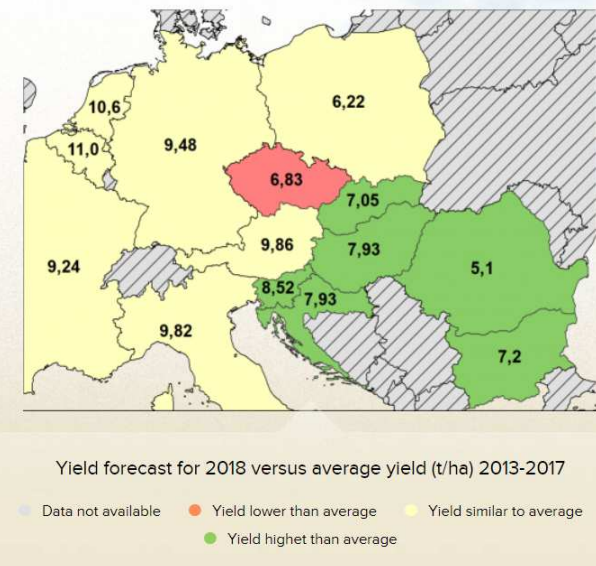 10,6
6,22
11,0
9,48
6,83
7,05
9,86
7,93
9,24
5,1
8,52
7,93
9,82
7,2
Yield forecast for 2018 versus average yield (t/ha) 2013-2017
Data not available
Yield lower than average
Yield similar to average
Yield highet than average